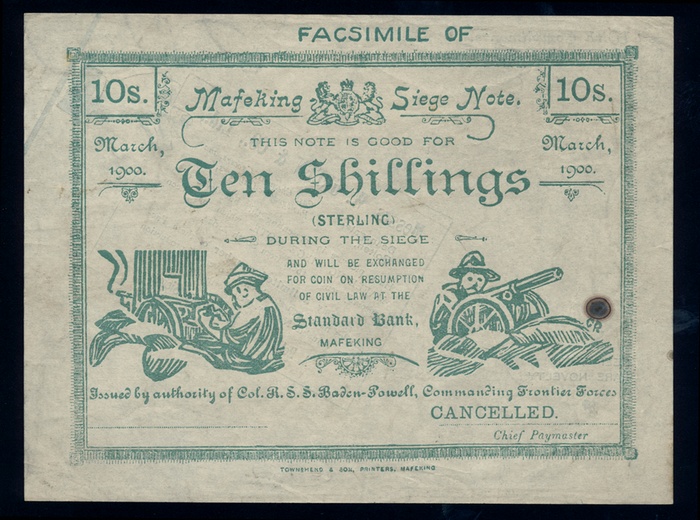 FACSIMILE OF
10s. Mafeking Siege Note. 10s.
March, 1900.
THIS NOTE IS GOOD FOR
March, 1900.
Ten Shillings
(STERLING)
DURING THE SIEGE
AND WILL BE EXCHANGED
FOR COIN ON RESUMPTION
OF CIVIL LAW AT THE
Standard Bank,
MAFEKING
CR
Issued by authority of Col. R. S. S. Baden-Powell, Commanding Frontier Forces
CANCELLED.
Chief Paymaster
TOWNSHEND & SON, PRINTERS, MAFEKING